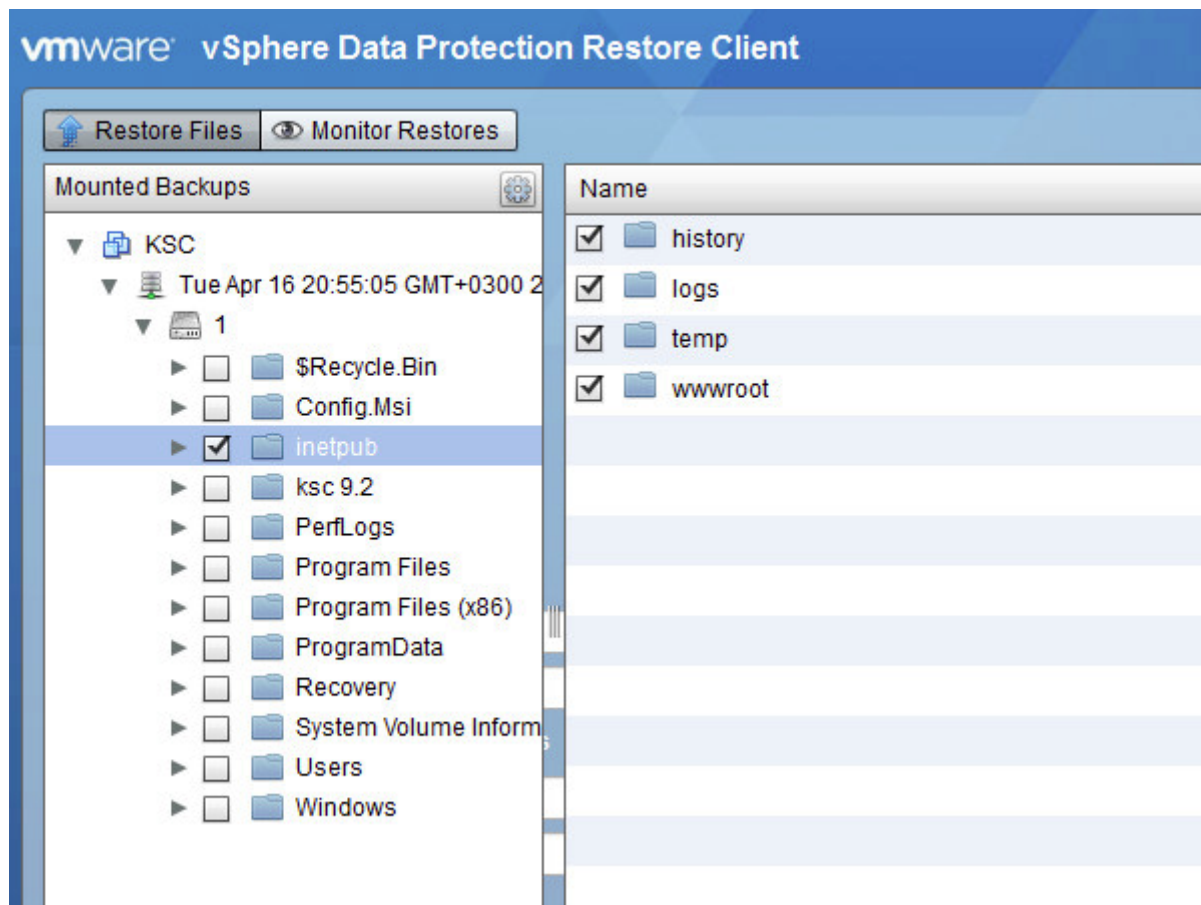 vmware vSphere Data Protection Restore Client
Restore Files Monitor Restores
Mounted Backups
KSC
Tue Apr 16 20:55:05 GMT+0300 2
1
$Recycle.Bin
Config.Msi
inetpub
ksc 9.2
PerfLogs
Program Files
Program Files (x86)
ProgramData
Recovery
System Volume Inform
Users
Windows
Name
history
logs
temp
wwwroot